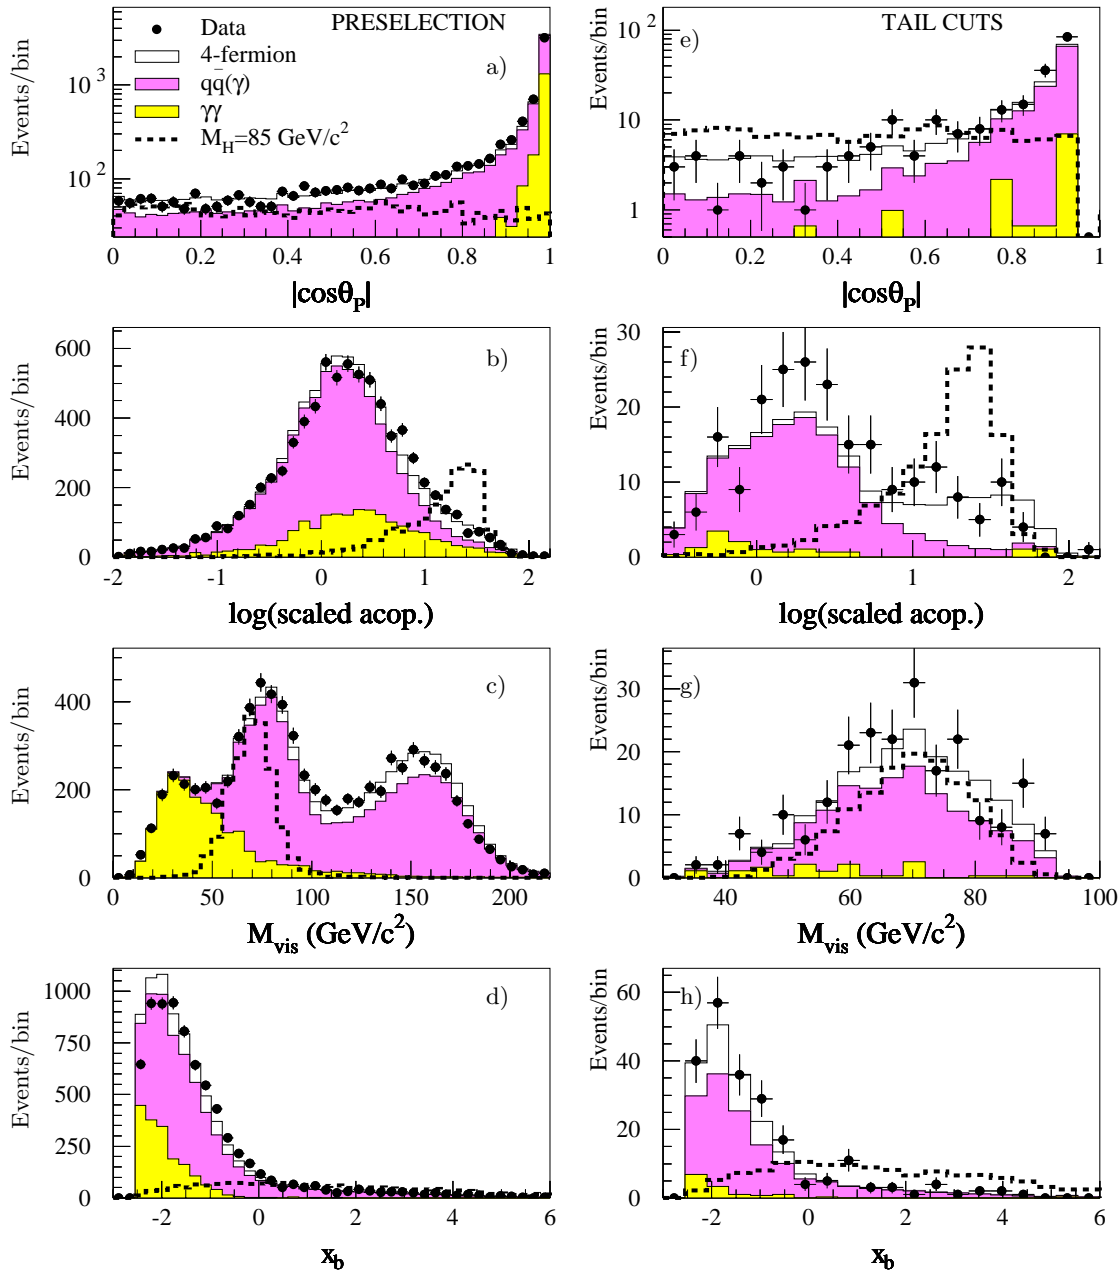 PRESELECTION
Data
4-fermion
qq̄(γ)
γγ
M_H=85 GeV/c²
a)
Events/bin
10³
10²
0 0.2 0.4 0.6 0.8 1
|cosθ_P|
TAIL CUTS
e)
Events/bin
10²
10
1
0 0.2 0.4 0.6 0.8 1
|cosθ_P|
b)
Events/bin
600
400
200
0
-2 -1 0 1 2
log(scaled acop.)
f)
Events/bin
30
20
10
0
0 1 2
log(scaled acop.)
c)
Events/bin
400
200
0
0 50 100 150 200
M_vis (GeV/c²)
g)
Events/bin
30
20
10
0
40 60 80 100
M_vis (GeV/c²)
d)
Events/bin
1000
750
500
250
0
-2 0 2 4 6
x_b
h)
Events/bin
60
40
20
0
-2 0 2 4 6
x_b